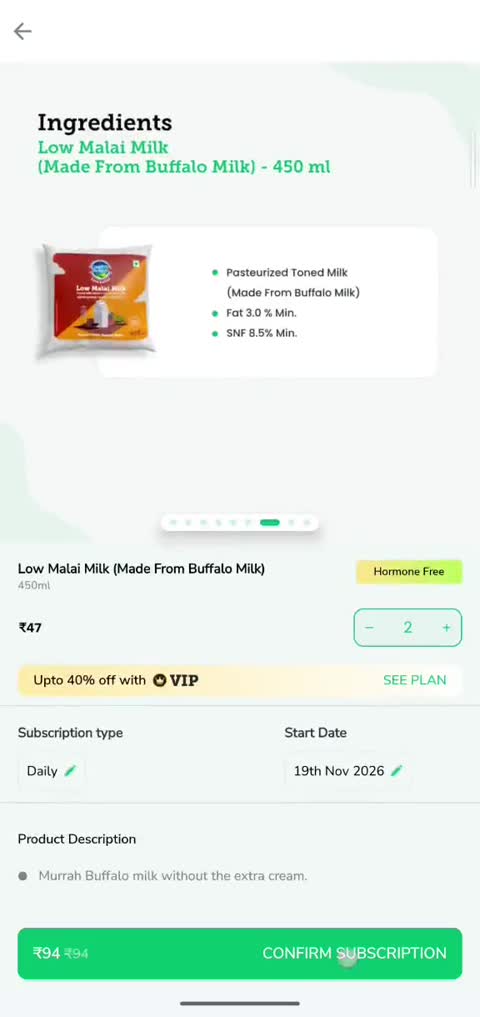 Ingredients
Low Malai Milk
(Made From Buffalo Milk) - 450 ml
Low Malai Milk
Pasteurized Toned Milk
(Made From Buffalo Milk)
Fat 3.0 % Min.
SNF 8.5% Min.
Low Malai Milk (Made From Buffalo Milk)
Hormone Free
450ml
₹47
− 2 +
Upto 40% off with VIP
SEE PLAN
Subscription type
Start Date
Daily
19th Nov 2026
Product Description
Murrah Buffalo milk without the extra cream.
₹94 ₹94
CONFIRM SUBSCRIPTION